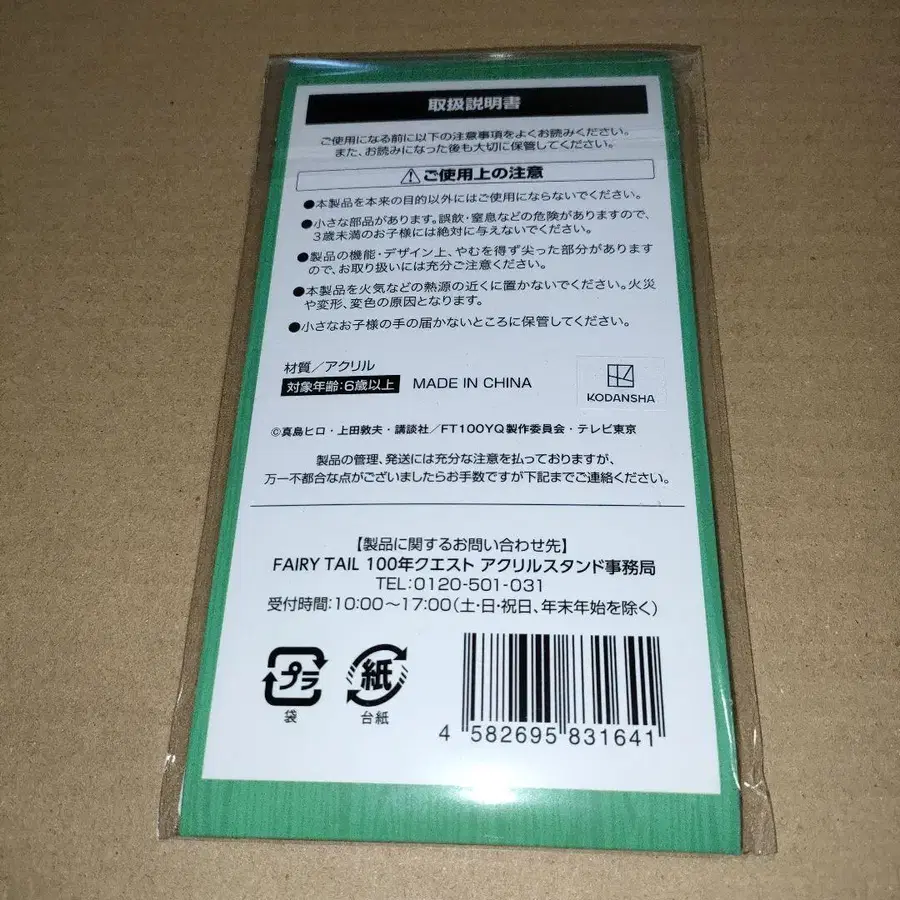 取扱説明書
ご使用になる前に以下の注意事項をよくお読みください。
また、お読みになった後も大切に保管してください。
ご使用上の注意
●本製品を本来の目的以外にはご使用にならないでください。
●小さな部品があります。誤飲・窒息などの危険がありますので、
3歳未満のお子様には絶対に与えないでください。
●製品の機能・デザイン上、やむを得ず尖った部分があります
ので、お取り扱いには充分ご注意ください。
●本製品を火気などの熱源の近くに置かないでください。火災
や変形、変色の原因となります。
●小さなお子様の手の届かないところに保管してください。
材質/アクリル
対象年齢:6歳以上 MADE IN CHINA
KODANSHA
©真島ヒロ・上田敦夫・講談社/FT100YQ製作委員会・テレビ東京
製品の管理、発送には充分な注意を払っておりますが、
万一不都合な点がございましたらお手数ですが下記までご連絡ください。
【製品に関するお問い合わせ先】
FAIRY TAIL 100年クエスト アクリルスタンド事務局
TEL:0120-501-031
受付時間:10:00〜17:00(土・日・祝日、年末年始を除く)
プラ 紙
袋 台紙
4 582695 831641